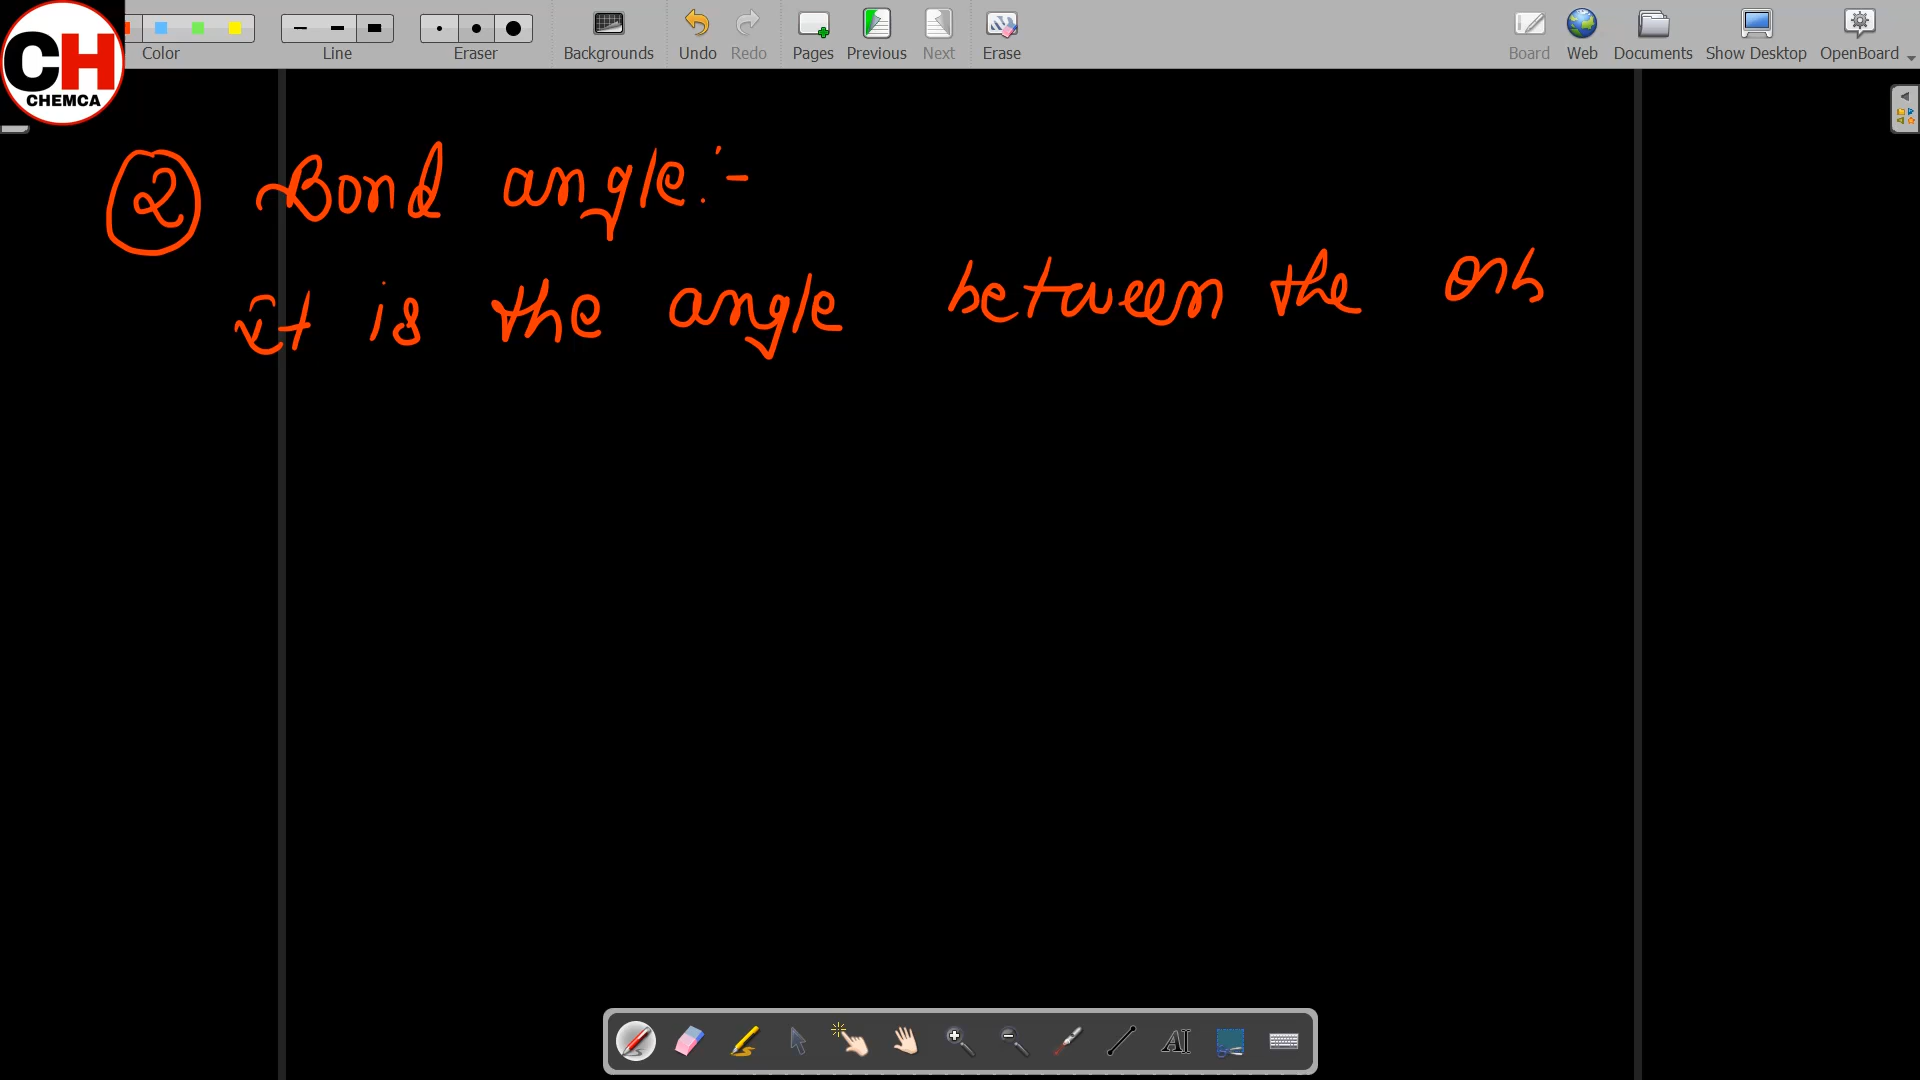 CH
CHEMCA
Color
Line
Eraser
Backgrounds
Undo
Redo
Pages
Previous
Next
Erase
Board
Web
Documents
Show Desktop
OpenBoard
② Bond angle:-
It is the angle between the orb
AI